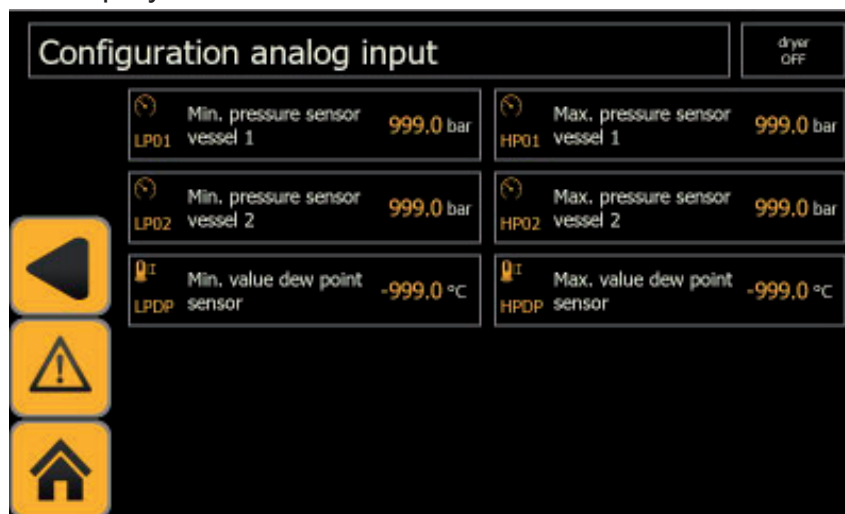 Configuration analog input
dryer
OFF
Min. pressure sensor
LP01 vessel 1
999.0 bar
Max. pressure sensor
HP01 vessel 1
999.0 bar
Min. pressure sensor
LP02 vessel 2
999.0 bar
Max. pressure sensor
HP02 vessel 2
999.0 bar
Min. value dew point
LPDP sensor
-999.0 °C
Max. value dew point
HPDP sensor
-999.0 °C